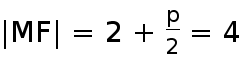 |MF| = 2 + p/2 = 4